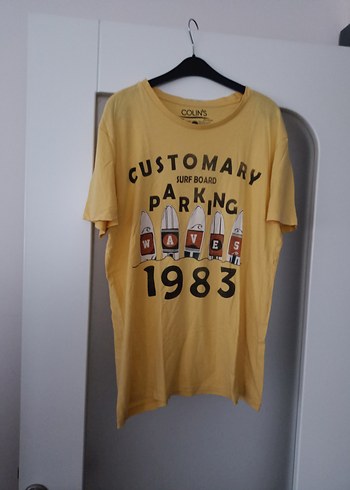 COLIN'S
CUSTOMARY
SURF BOARD
PARKING
WAVES
1983